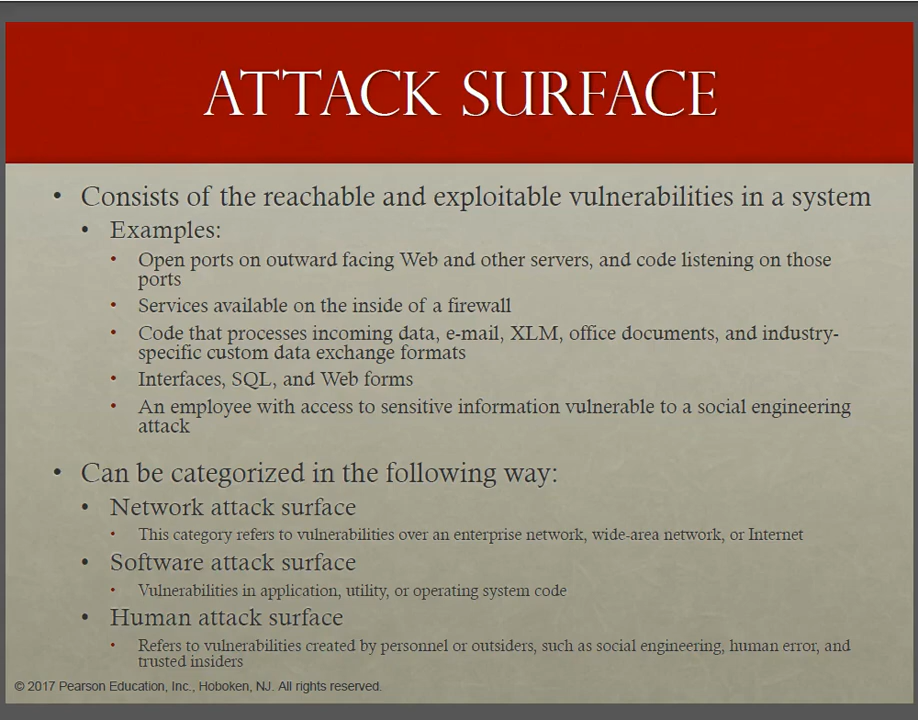 ATTACK SURFACE
• Consists of the reachable and exploitable vulnerabilities in a system
• Examples:
• Open ports on outward facing Web and other servers, and code listening on those
ports
• Services available on the inside of a firewall
• Code that processes incoming data, e-mail, XLM, office documents, and industry-
specific custom data exchange formats
• Interfaces, SQL, and Web forms
• An employee with access to sensitive information vulnerable to a social engineering
attack
• Can be categorized in the following way:
• Network attack surface
• This category refers to vulnerabilities over an enterprise network, wide-area network, or Internet
• Software attack surface
• Vulnerabilities in application, utility, or operating system code
• Human attack surface
• Refers to vulnerabilities created by personnel or outsiders, such as social engineering, human error, and
trusted insiders
© 2017 Pearson Education, Inc., Hoboken, NJ. All rights reserved.